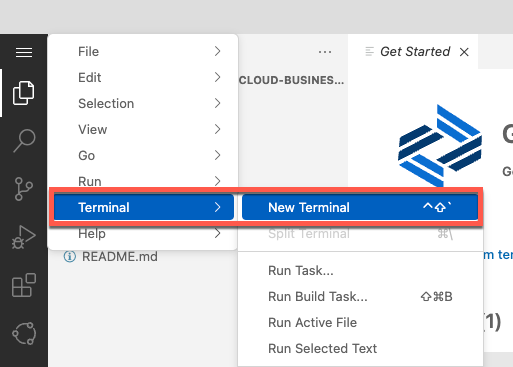 File
Edit
Selection
View
Go
Run
Terminal
Help
README.md
...
CLOUD-BUSINES...
Get Started
New Terminal ^⇧`
Split Terminal ⌘\
Run Task...
Run Build Task... ⇧⌘B
Run Active File
Run Selected Text
G
Ge
m ter
(1)